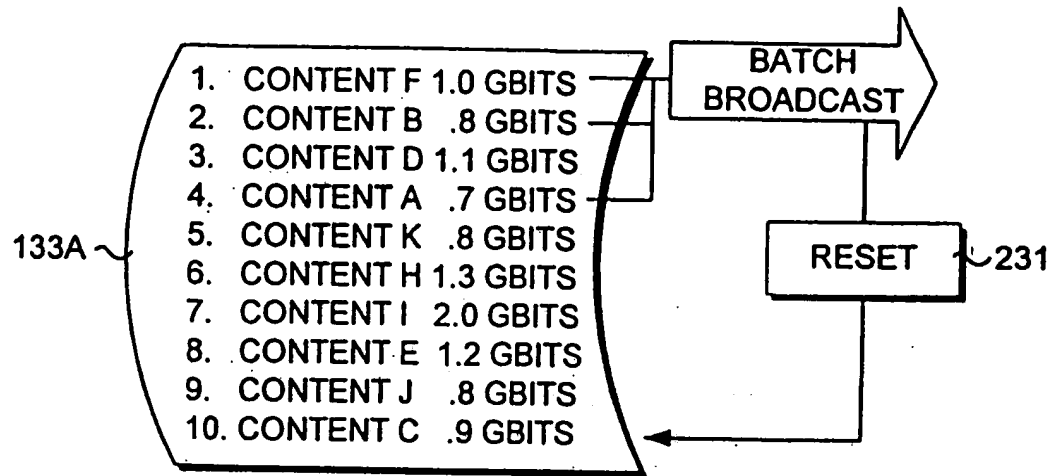 1. CONTENT F 1.0 GBITS
2. CONTENT B .8 GBITS
3. CONTENT D 1.1 GBITS
4. CONTENT A .7 GBITS
5. CONTENT K .8 GBITS
6. CONTENT H 1.3 GBITS
7. CONTENT I 2.0 GBITS
8. CONTENT E 1.2 GBITS
9. CONTENT J .8 GBITS
10. CONTENT C .9 GBITS
133A
BATCH
BROADCAST
RESET
231